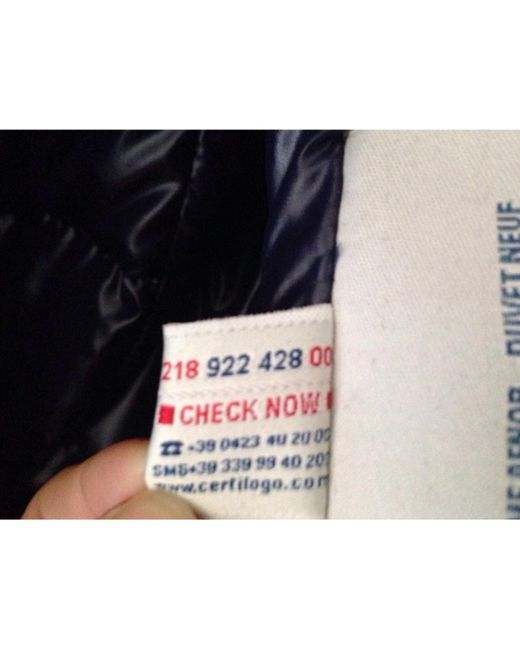 218 922 428 00
CHECK NOW
+39 0423 40 20 00
SMS+39 339 99 40 20
www.certilogo.com
DUVET NEUF